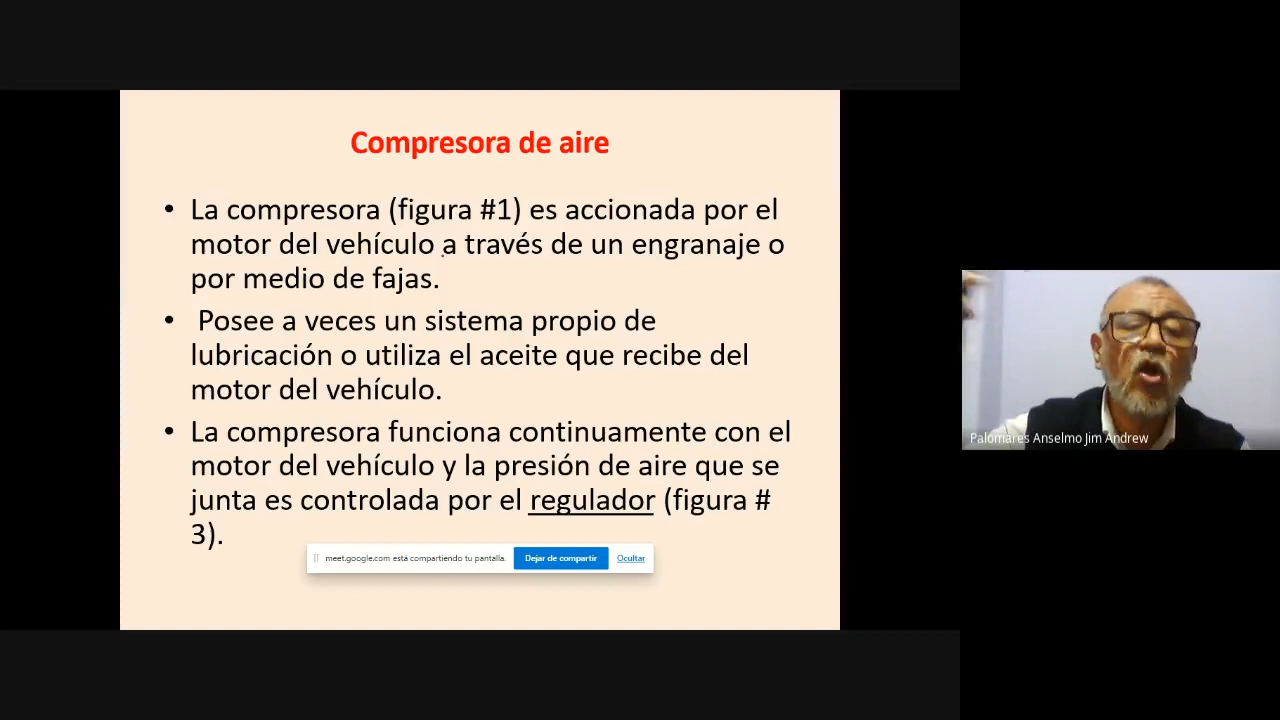 Compresora de aire
• La compresora (figura #1) es accionada por el
motor del vehículo a través de un engranaje o
por medio de fajas.
• Posee a veces un sistema propio de
lubricación o utiliza el aceite que recibe del
motor del vehículo.
• La compresora funciona continuamente con el
motor del vehículo y la presión de aire que se
junta es controlada por el regulador (figura #
3).
meet.google.com está compartiendo tu pantalla. Dejar de compartir Ocultar
Palomares Anselmo Jim Andrew